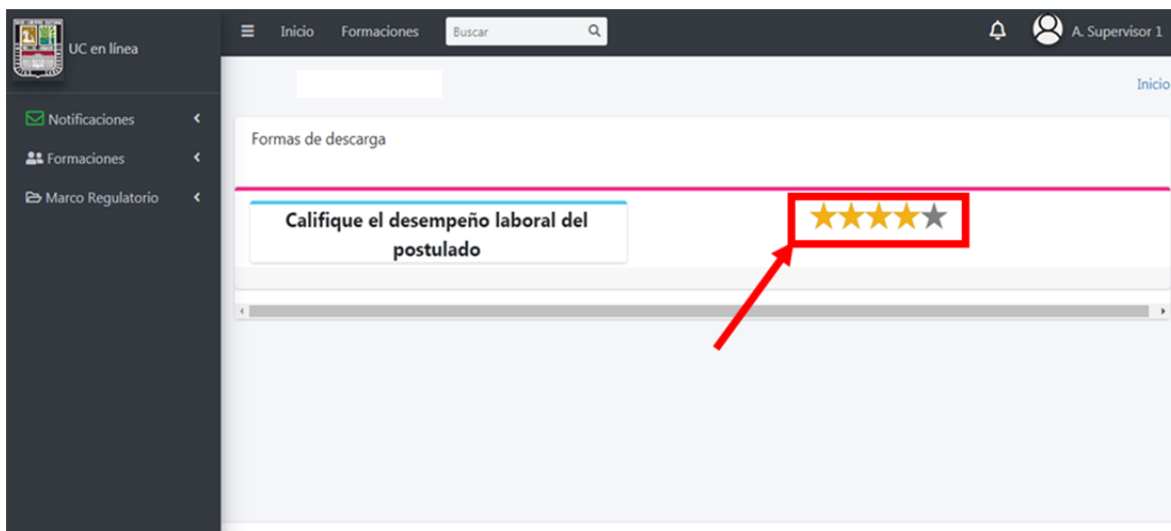 UC en línea
Inicio Formaciones Buscar
A. Supervisor 1
Inicio
Notificaciones
Formaciones
Marco Regulatorio
Formas de descarga
Califique el desempeño laboral del
postulado